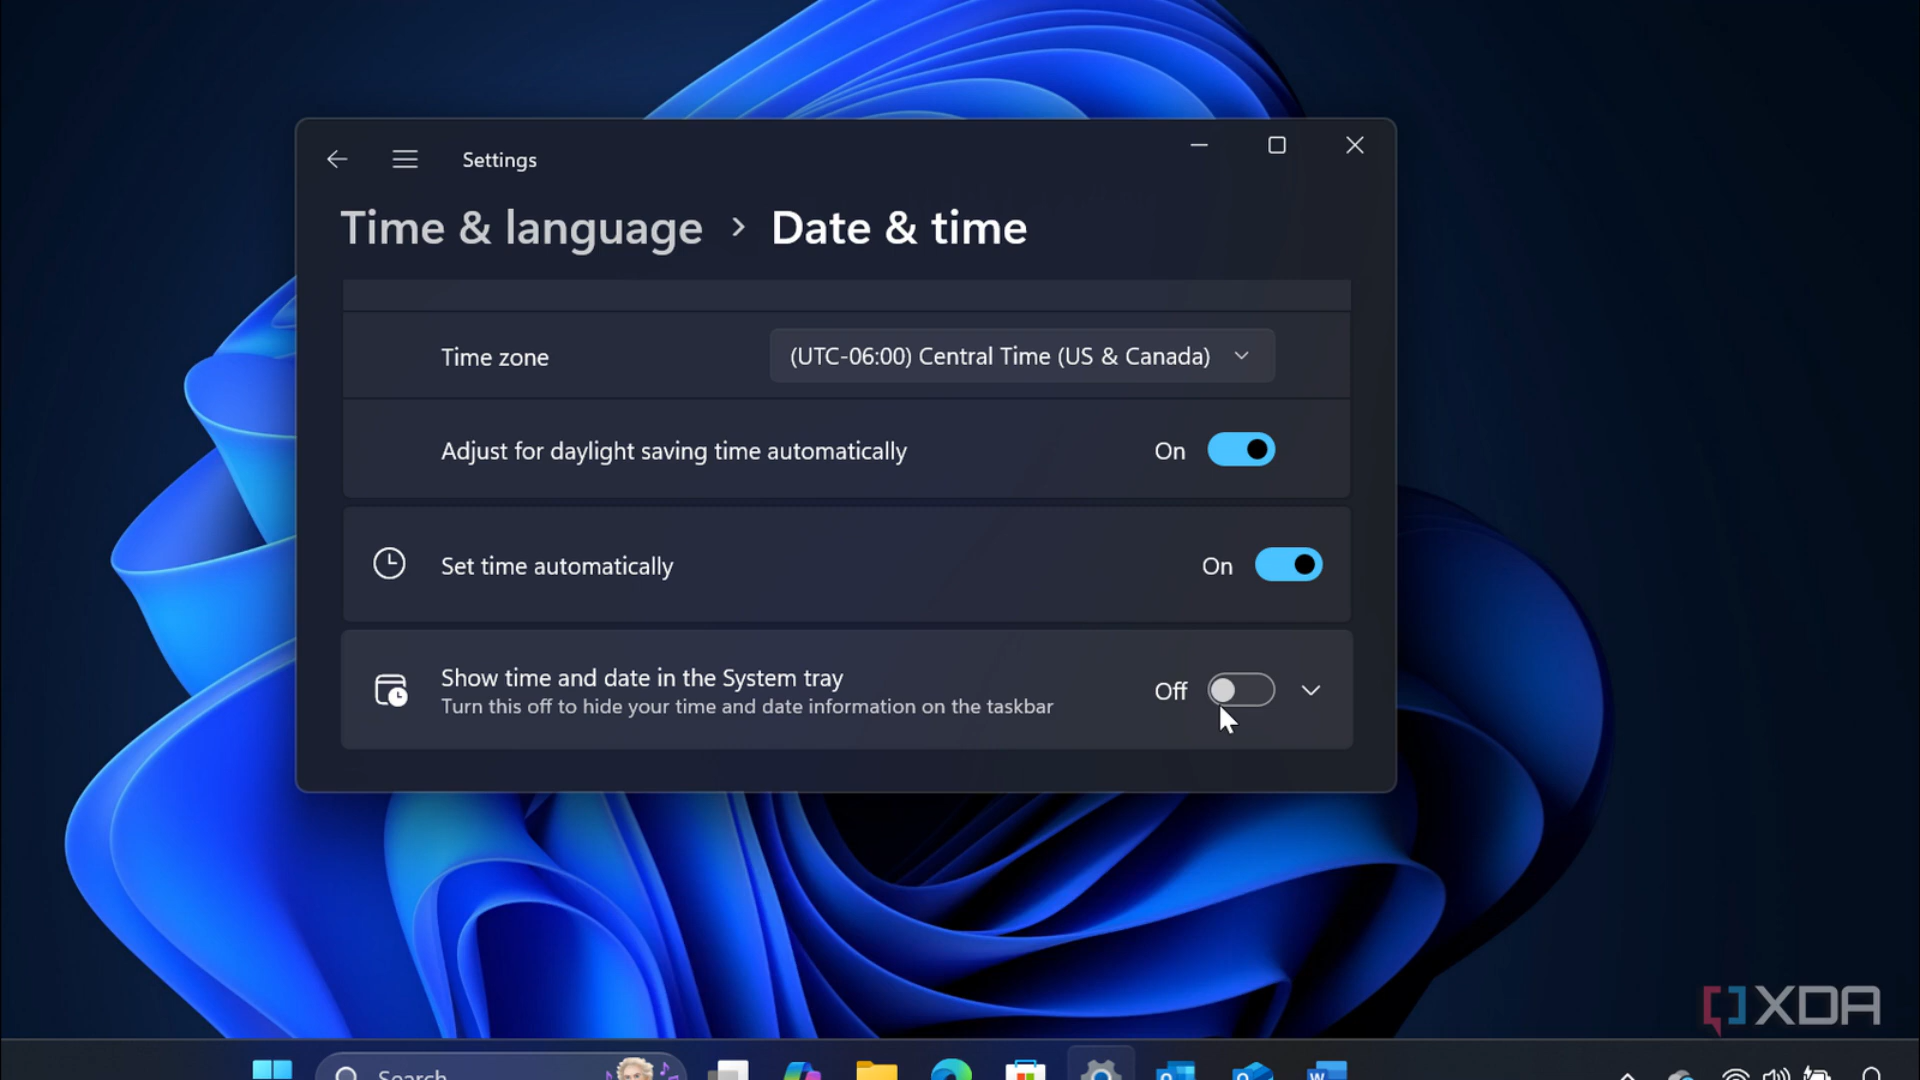 Settings
Time & language > Date & time
Time zone
(UTC-06:00) Central Time (US & Canada)
Adjust for daylight saving time automatically
On
Set time automatically
On
Show time and date in the System tray
Off
Turn this off to hide your time and date information on the taskbar
XDA
Search